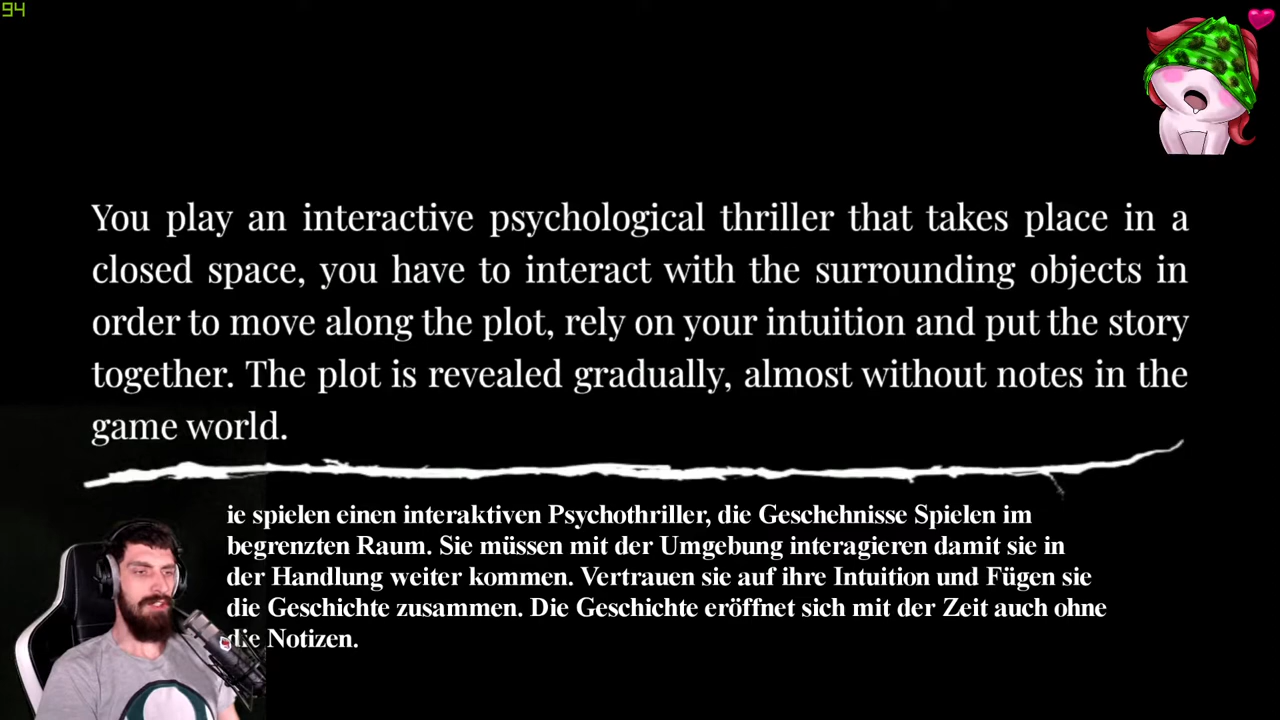 94
You play an interactive psychological thriller that takes place in a
closed space, you have to interact with the surrounding objects in
order to move along the plot, rely on your intuition and put the story
together. The plot is revealed gradually, almost without notes in the
game world.
ie spielen einen interaktiven Psychothriller, die Geschehnisse Spielen im
begrenzten Raum. Sie müssen mit der Umgebung interagieren damit sie in
der Handlung weiter kommen. Vertrauen sie auf ihre Intuition und Fügen sie
die Geschichte zusammen. Die Geschichte eröffnet sich mit der Zeit auch ohne
die Notizen.